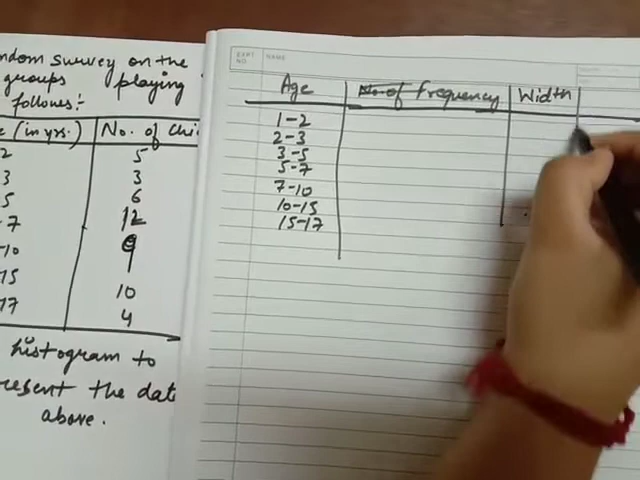 ndom survey on the
groups playing
follows:-
e (in yrs.) No. of chi
2 5
3 3
5 6
-7 12
-10 9
15 10
17 4
histogram to
resent the dat
above.
NAME
Age of frequency Width
1-2
2-3
3-5
5-7
7-10
10-15
15-17